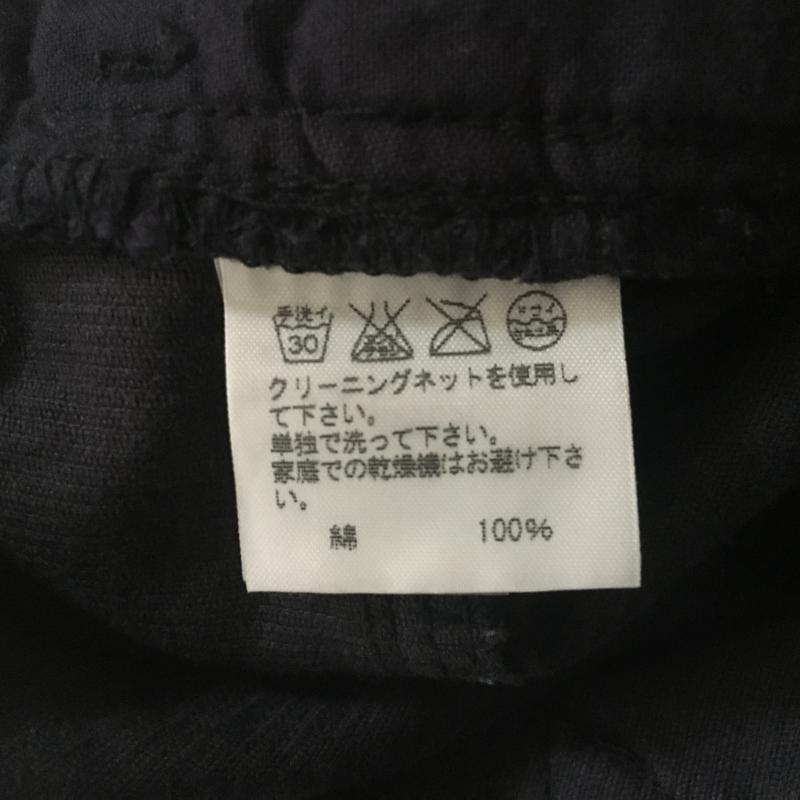 手洗イ
30
クリーニングネットを使用し
て下さい。
単独で洗って下さい。
家庭での乾燥機はお避け下さ
い。
綿 100%